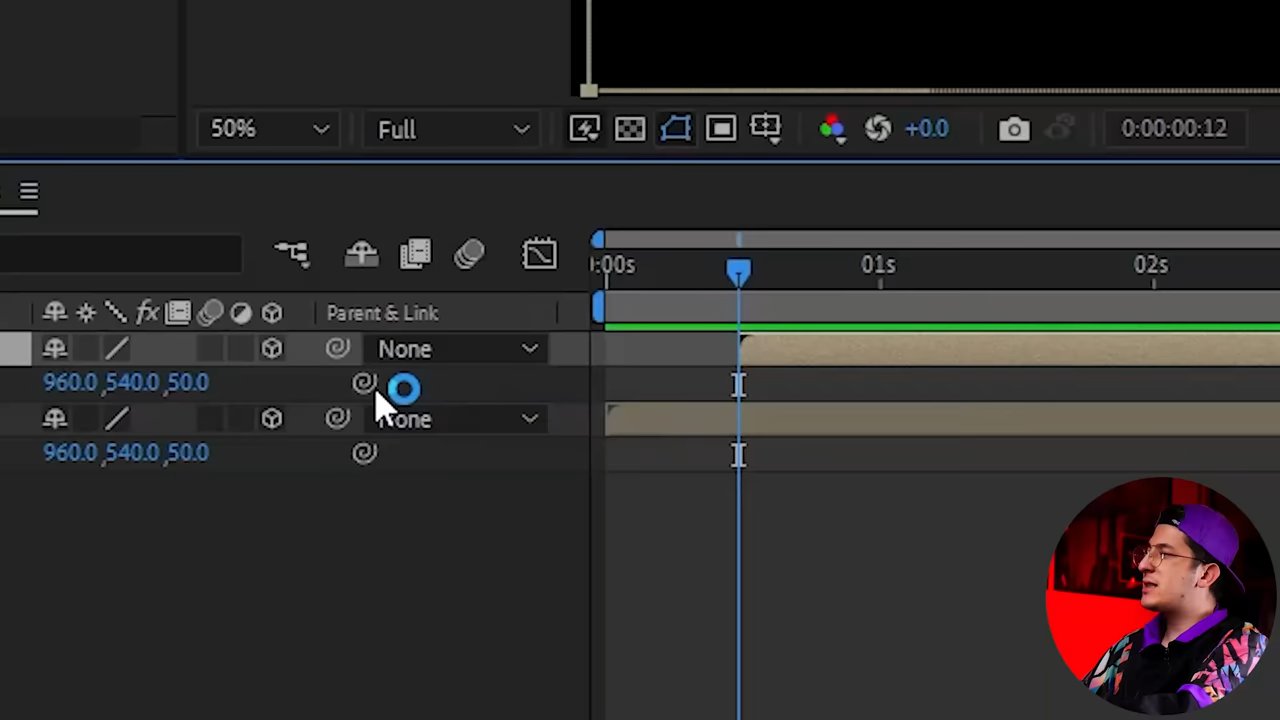 50% Full +0.0 0:00:00:12
:00s 01s 02s
fx Parent & Link
None
960.0 ,540.0 ,50.0
None
960.0 ,540.0 ,50.0